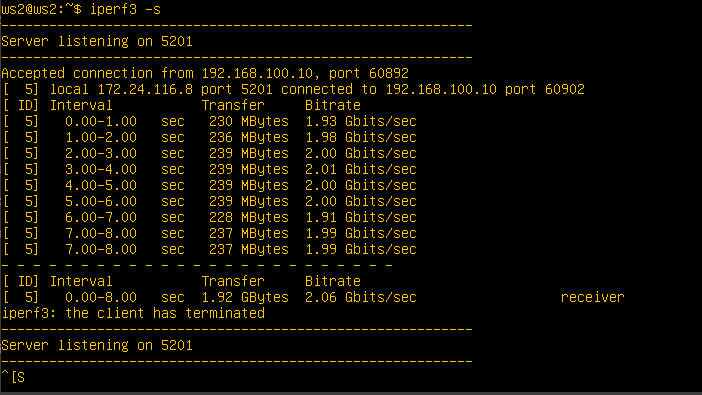 ws2@ws2:~$ iperf3 -s
-----------------------------------------------------------
Server listening on 5201
-----------------------------------------------------------
Accepted connection from 192.168.100.10, port 60892
[  5] local 172.24.116.8 port 5201 connected to 192.168.100.10 port 60902
[ ID] Interval           Transfer     Bitrate
[  5]   0.00-1.00   sec   230 MBytes  1.93 Gbits/sec
[  5]   1.00-2.00   sec   236 MBytes  1.98 Gbits/sec
[  5]   2.00-3.00   sec   239 MBytes  2.00 Gbits/sec
[  5]   3.00-4.00   sec   239 MBytes  2.01 Gbits/sec
[  5]   4.00-5.00   sec   239 MBytes  2.00 Gbits/sec
[  5]   5.00-6.00   sec   239 MBytes  2.00 Gbits/sec
[  5]   6.00-7.00   sec   228 MBytes  1.91 Gbits/sec
[  5]   7.00-8.00   sec   237 MBytes  1.99 Gbits/sec
[  5]   7.00-8.00   sec   237 MBytes  1.99 Gbits/sec
- - - - - - - - - - - - - - - - - - - - - - - - -
[ ID] Interval           Transfer     Bitrate
[  5]   0.00-8.00   sec  1.92 GBytes  2.06 Gbits/sec                  receiver
iperf3: the client has terminated
-----------------------------------------------------------
Server listening on 5201
-----------------------------------------------------------
^[S